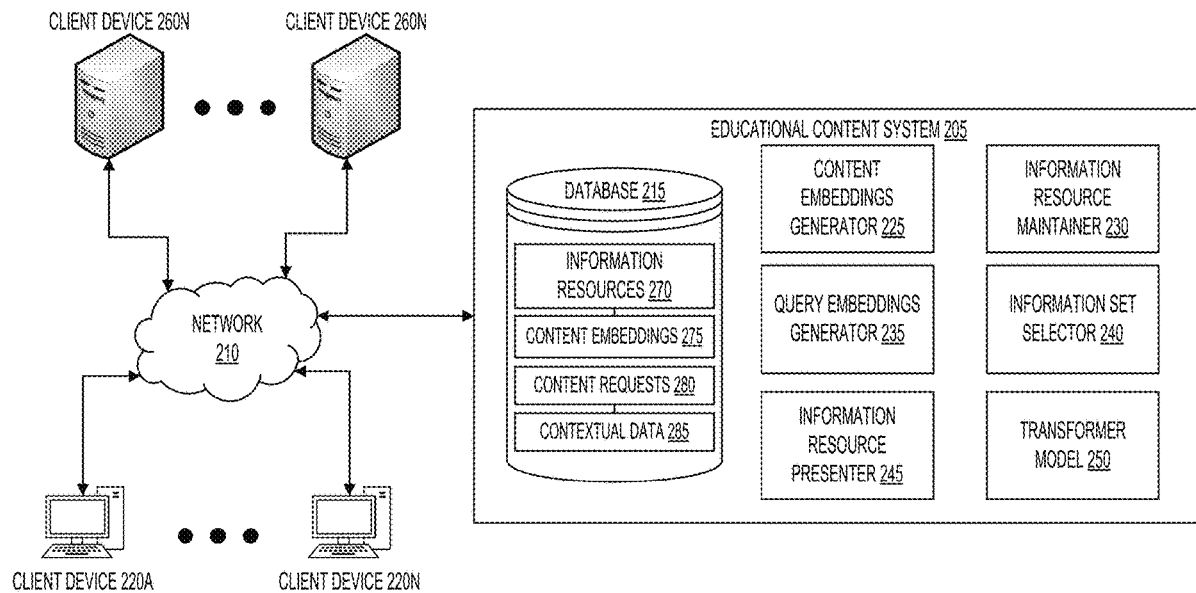 CLIENT DEVICE 260N
CLIENT DEVICE 260N
NETWORK
210
CLIENT DEVICE 220A
CLIENT DEVICE 220N
EDUCATIONAL CONTENT SYSTEM 205
DATABASE 215
INFORMATION
RESOURCES 270
CONTENT EMBEDDINGS 275
CONTENT REQUESTS 280
CONTEXTUAL DATA 285
CONTENT
EMBEDDINGS
GENERATOR 225
INFORMATION
RESOURCE
MAINTAINER 230
QUERY EMBEDDINGS
GENERATOR 235
INFORMATION SET
SELECTOR 240
INFORMATION
RESOURCE
PRESENTER 245
TRANSFORMER
MODEL 250